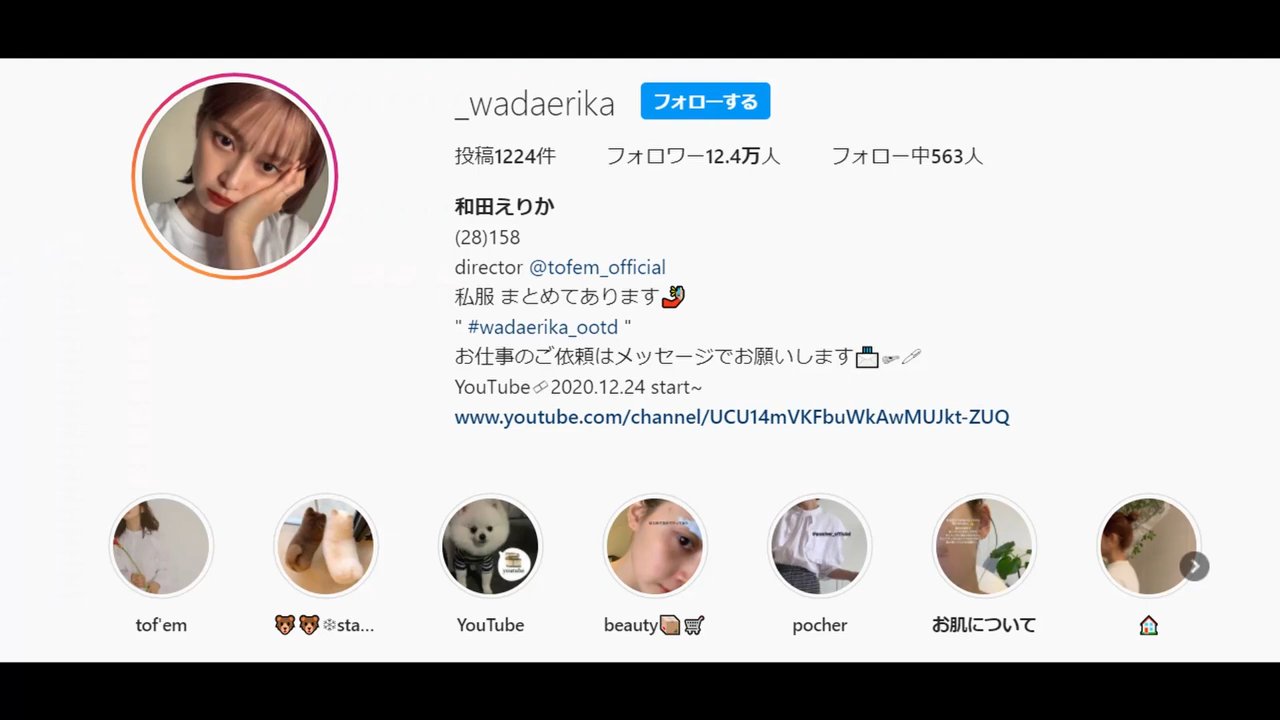 _wadaerika
フォローする
投稿1224件 フォロワー12.4万人 フォロー中563人
和田えりか
(28)158
director @tofem_official
私服 まとめてあります
" #wadaerika_ootd "
お仕事のご依頼はメッセージでお願いします
YouTube 2020.12.24 start~
www.youtube.com/channel/UCU14mVKFbuWkAwMUJkt-ZUQ
youtube
#pocher_official
tof'em
❄sta...
YouTube
beauty
pocher
お肌について